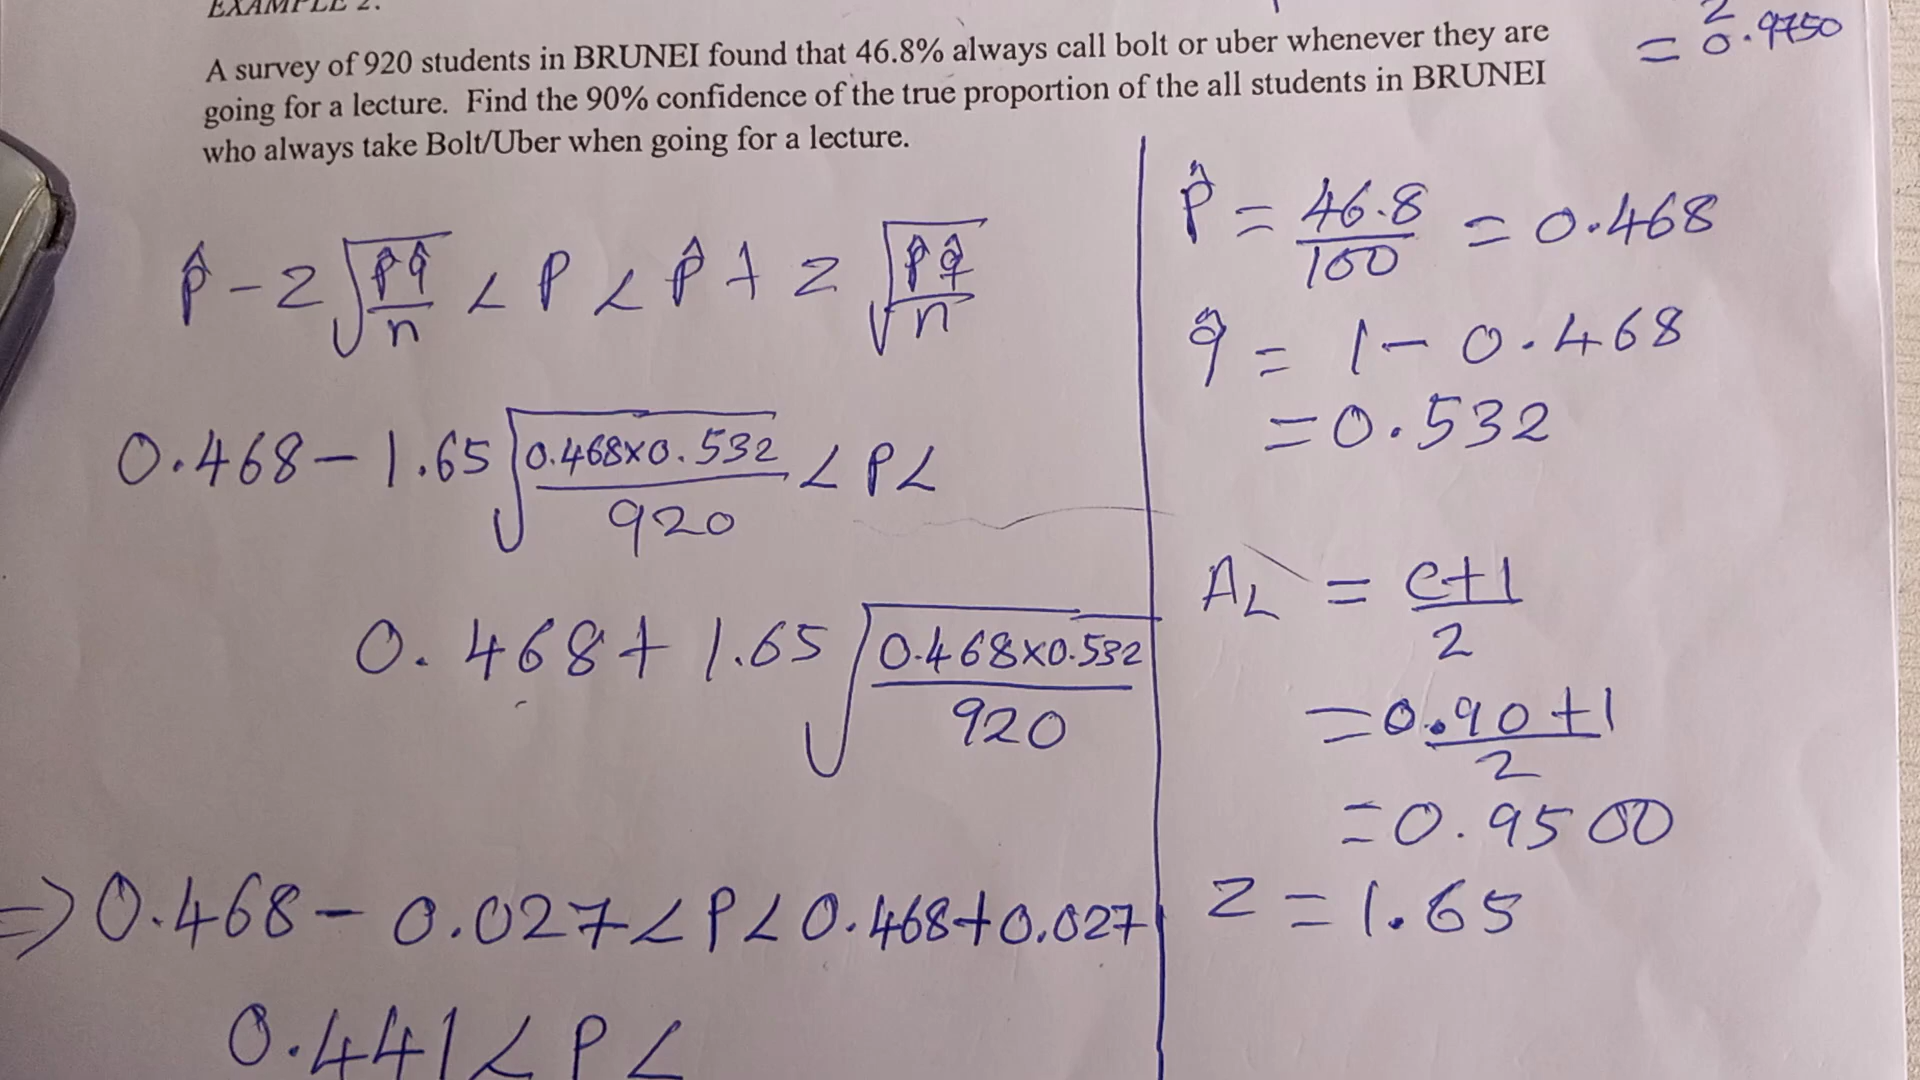 EXAMPLE 2.
A survey of 920 students in BRUNEI found that 46.8% always call bolt or uber whenever they are
going for a lecture. Find the 90% confidence of the true proportion of the all students in BRUNEI
who always take Bolt/Uber when going for a lecture.
2
= 0.9750
p̂ - z√(p̂q̂/n) < P < p̂ + z√(p̂q̂/n)
0.468 - 1.65√(0.468×0.532/920) < P <
0.468 + 1.65√(0.468×0.532/920)
=> 0.468 - 0.027 < P < 0.468 + 0.027
0.441 < P <
p̂ = 46.8/100 = 0.468
q̂ = 1 - 0.468
= 0.532
A_L = c+1/2
= 0.90+1/2
= 0.9500
z = 1.65